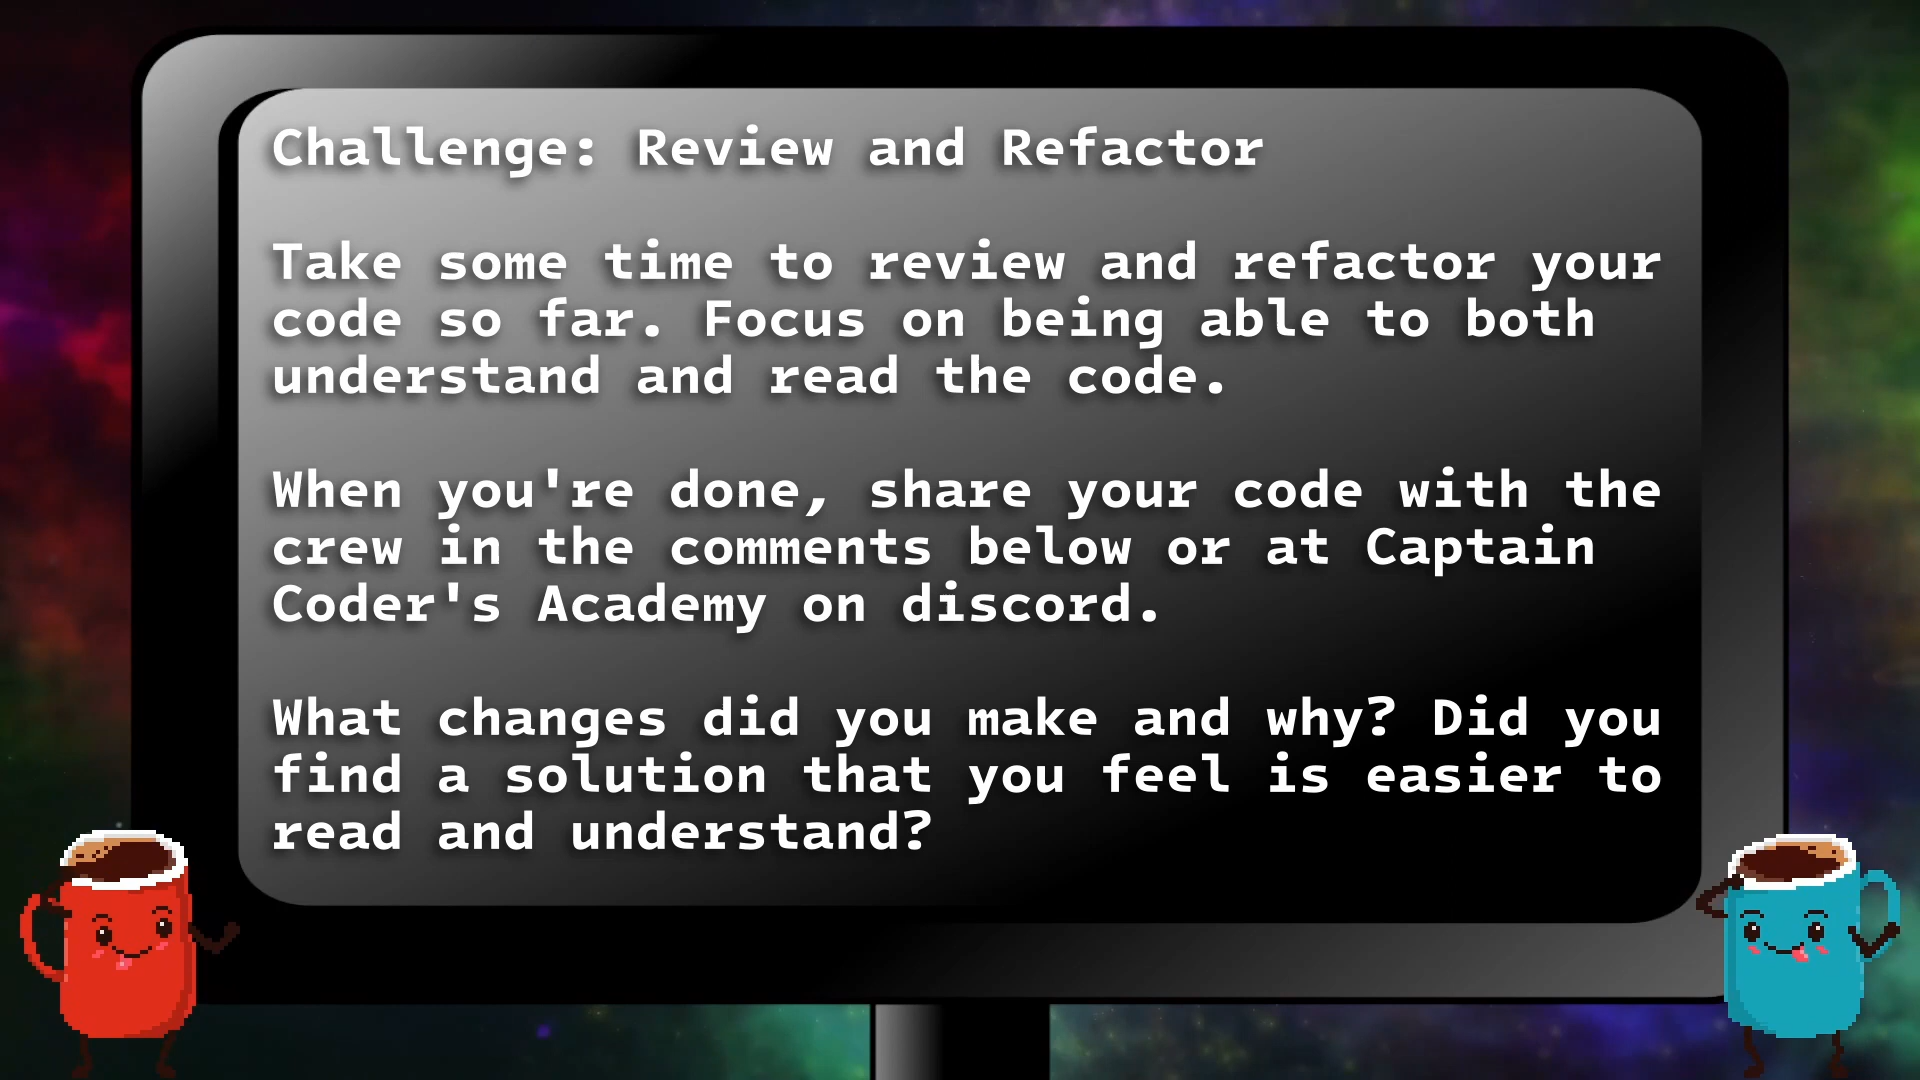 Challenge: Review and Refactor
Take some time to review and refactor your
code so far. Focus on being able to both
understand and read the code.
When you're done, share your code with the
crew in the comments below or at Captain
Coder's Academy on discord.
What changes did you make and why? Did you
find a solution that you feel is easier to
read and understand?